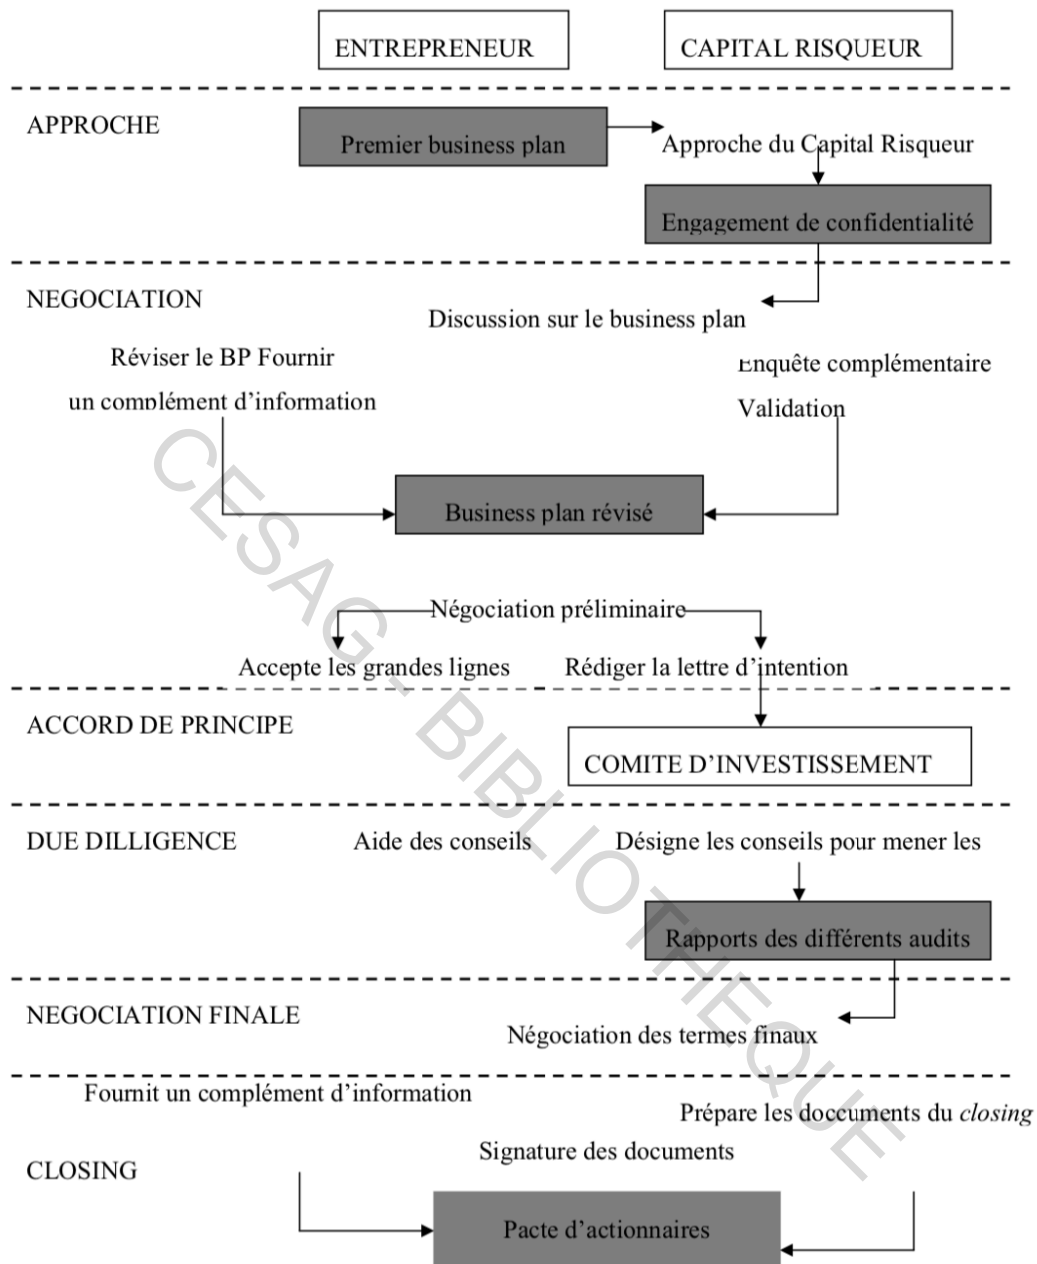 ENTREPRENEUR
CAPITAL RISQUEUR
APPROCHE
Premier business plan
Approche du Capital Risqueur
Engagement de confidentialité
NEGOCIATION
Discussion sur le business plan
Réviser le BP Fournir
un complément d'information
Enquête complémentaire
Validation
Business plan révisé
Négociation préliminaire
Accepte les grandes lignes
Rédiger la lettre d'intention
ACCORD DE PRINCIPE
COMITE D'INVESTISSEMENT
DUE DILLIGENCE
Aide des conseils
Désigne les conseils pour mener les
Rapports des différents audits
NEGOCIATION FINALE
Négociation des termes finaux
Fournit un complément d'information
Prépare les doccuments du closing
Signature des documents
CLOSING
Pacte d'actionnaires
CESAG - BIBLIOTHEQUE